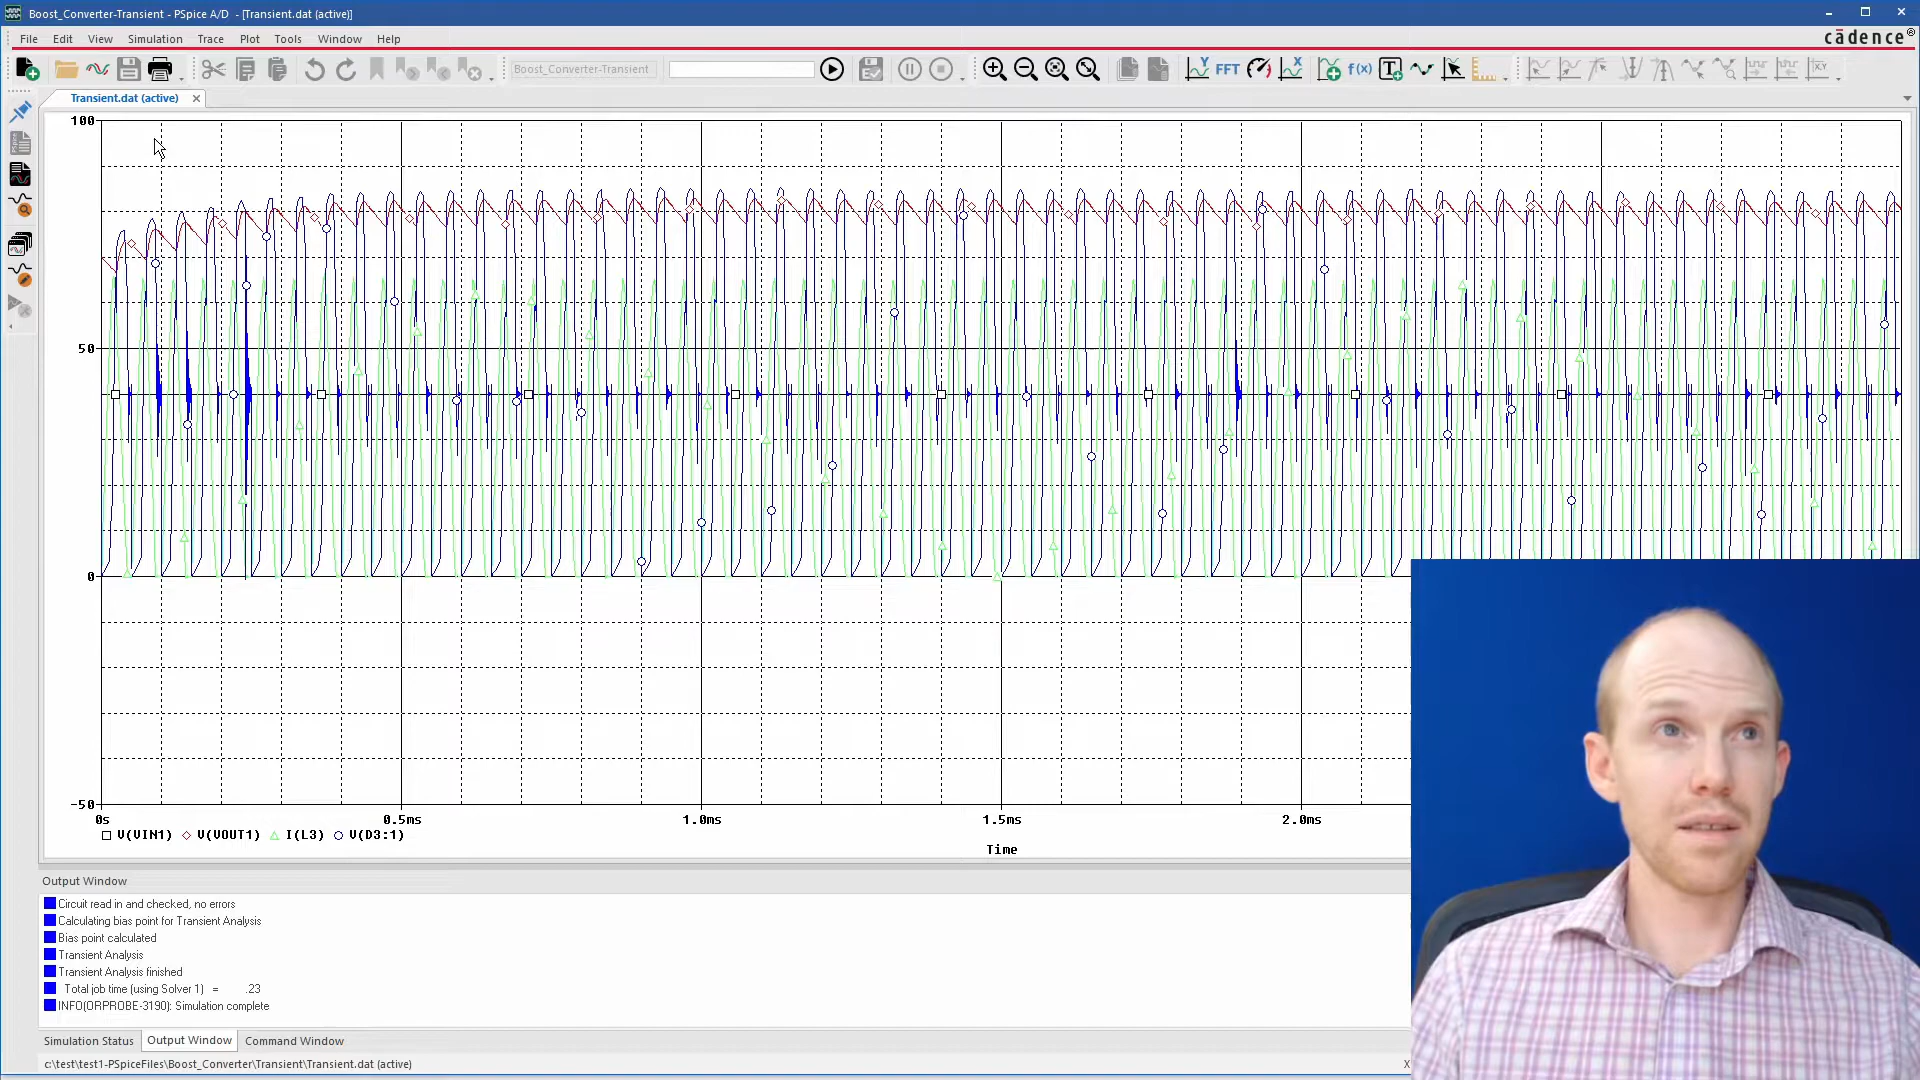 Boost_Converter-Transient - PSpice A/D - [Transient.dat (active)]
File Edit View Simulation Trace Plot Tools Window Help
cādence®
Boost_Converter-Transient
FFT
f(x)
Transient.dat (active)
100
50
0
-50
0s 0.5ms 1.0ms 1.5ms 2.0ms
V(VIN1) V(VOUT1) I(L3) V(D3:1)
Time
Output Window
Circuit read in and checked, no errors
Calculating bias point for Transient Analysis
Bias point calculated
Transient Analysis
Transient Analysis finished
Total job time (using Solver 1) = .23
INFO(ORPROBE-3190): Simulation complete
Simulation Status Output Window Command Window
c:\test\test1-PSpiceFiles\Boost_Converter\Transient\Transient.dat (active)
X